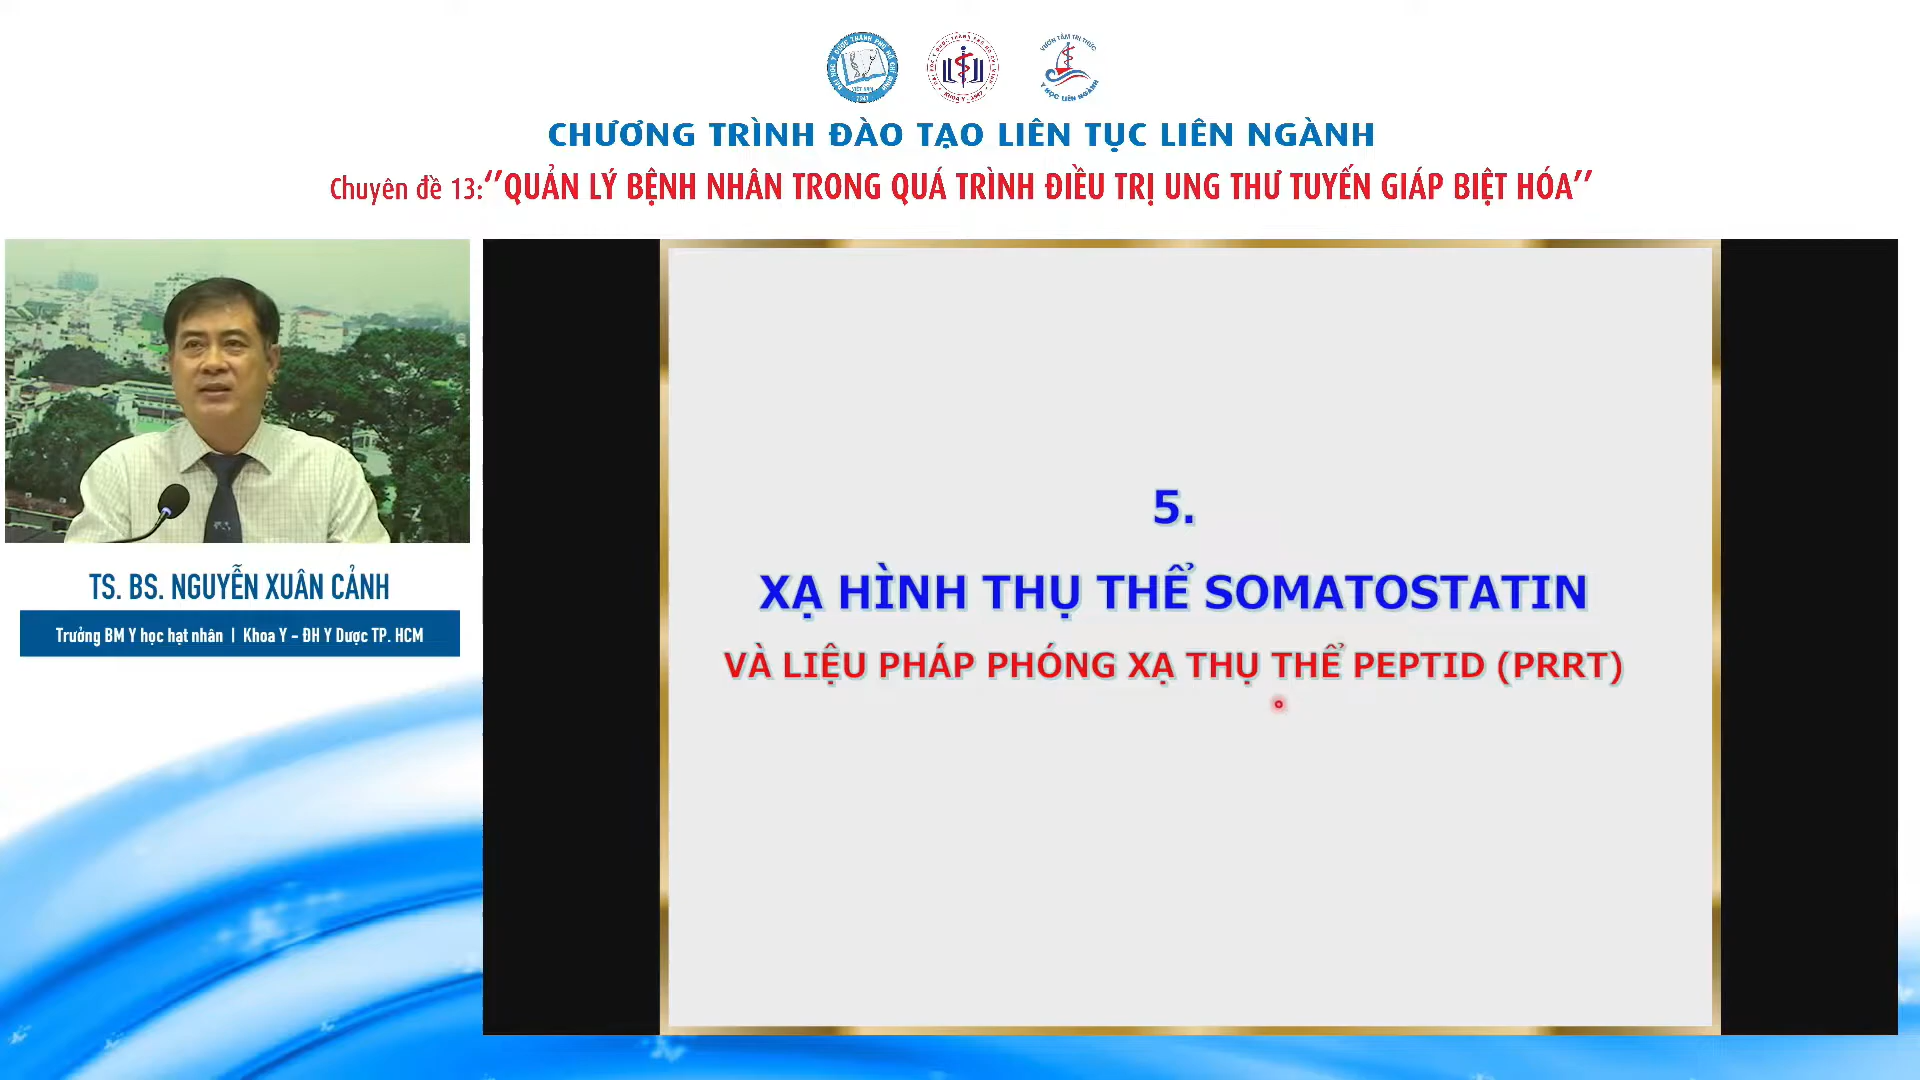 CHƯƠNG TRÌNH ĐÀO TẠO LIÊN TỤC LIÊN NGÀNH
Chuyên đề 13:‘’QUẢN LÝ BỆNH NHÂN TRONG QUÁ TRÌNH ĐIỀU TRỊ UNG THƯ TUYẾN GIÁP BIỆT HÓA’’
5.
XẠ HÌNH THỤ THỂ SOMATOSTATIN
VÀ LIỆU PHÁP PHÓNG XẠ THỤ THỂ PEPTID (PRRT)
TS. BS. NGUYỄN XUÂN CẢNH
Trưởng BM Y học hạt nhân | Khoa Y – ĐH Y Dược TP. HCM